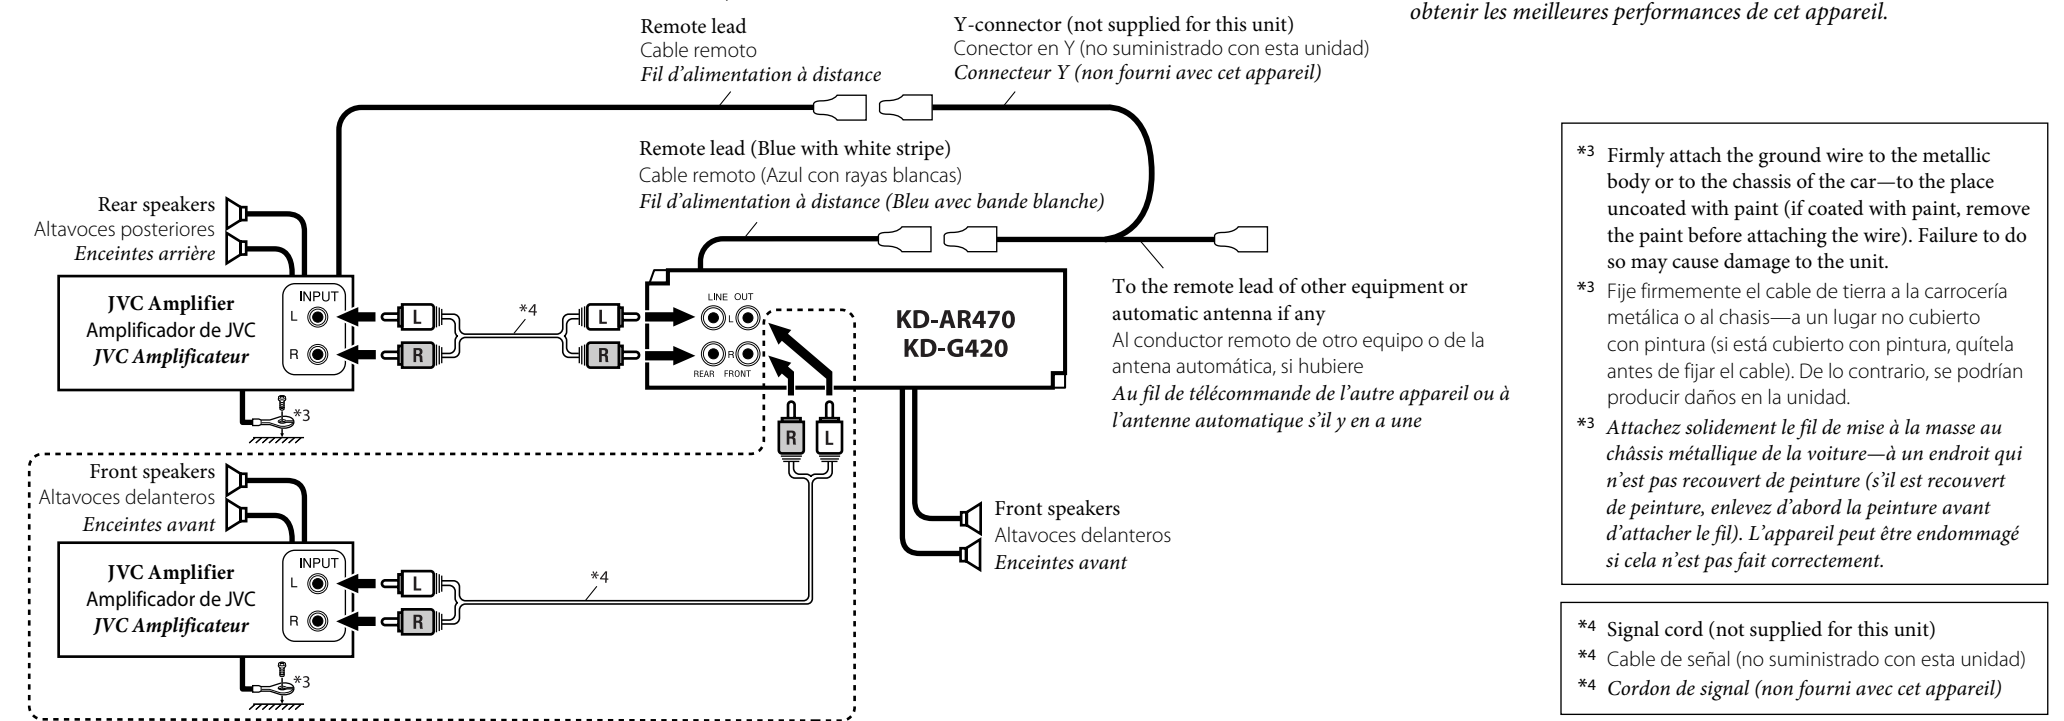 obtenir les meilleures performances de cet appareil.
Remote lead
Cable remoto
Fil d'alimentation à distance
Y-connector (not supplied for this unit)
Conector en Y (no suministrado con esta unidad)
Connecteur Y (non fourni avec cet appareil)
Remote lead (Blue with white stripe)
Cable remoto (Azul con rayas blancas)
Fil d'alimentation à distance (Bleu avec bande blanche)
Rear speakers
Altavoces posteriores
Enceintes arrière
JVC Amplifier
Amplificador de JVC
JVC Amplificateur
INPUT
L
R
L
R
*4
L
R
LINE OUT
L
R
REAR FRONT
KD-AR470
KD-G420
To the remote lead of other equipment or
automatic antenna if any
Al conductor remoto de otro equipo o de la
antena automática, si hubiere
Au fil de télécommande de l'autre appareil ou à
l'antenne automatique s'il y en a une
*3
R
L
Front speakers
Altavoces delanteros
Enceintes avant
Front speakers
Altavoces delanteros
Enceintes avant
JVC Amplifier
Amplificador de JVC
JVC Amplificateur
INPUT
L
R
L
R
*4
*3
*3 Firmly attach the ground wire to the metallic
body or to the chassis of the car—to the place
uncoated with paint (if coated with paint, remove
the paint before attaching the wire). Failure to do
so may cause damage to the unit.
*3 Fije firmemente el cable de tierra a la carrocería
metálica o al chasis—a un lugar no cubierto
con pintura (si está cubierto con pintura, quítela
antes de fijar el cable). De lo contrario, se podrían
producir daños en la unidad.
*3 Attachez solidement le fil de mise à la masse au
châssis métallique de la voiture—à un endroit qui
n'est pas recouvert de peinture (s'il est recouvert
de peinture, enlevez d'abord la peinture avant
d'attacher le fil). L'appareil peut être endommagé
si cela n'est pas fait correctement.
*4 Signal cord (not supplied for this unit)
*4 Cable de señal (no suministrado con esta unidad)
*4 Cordon de signal (non fourni avec cet appareil)